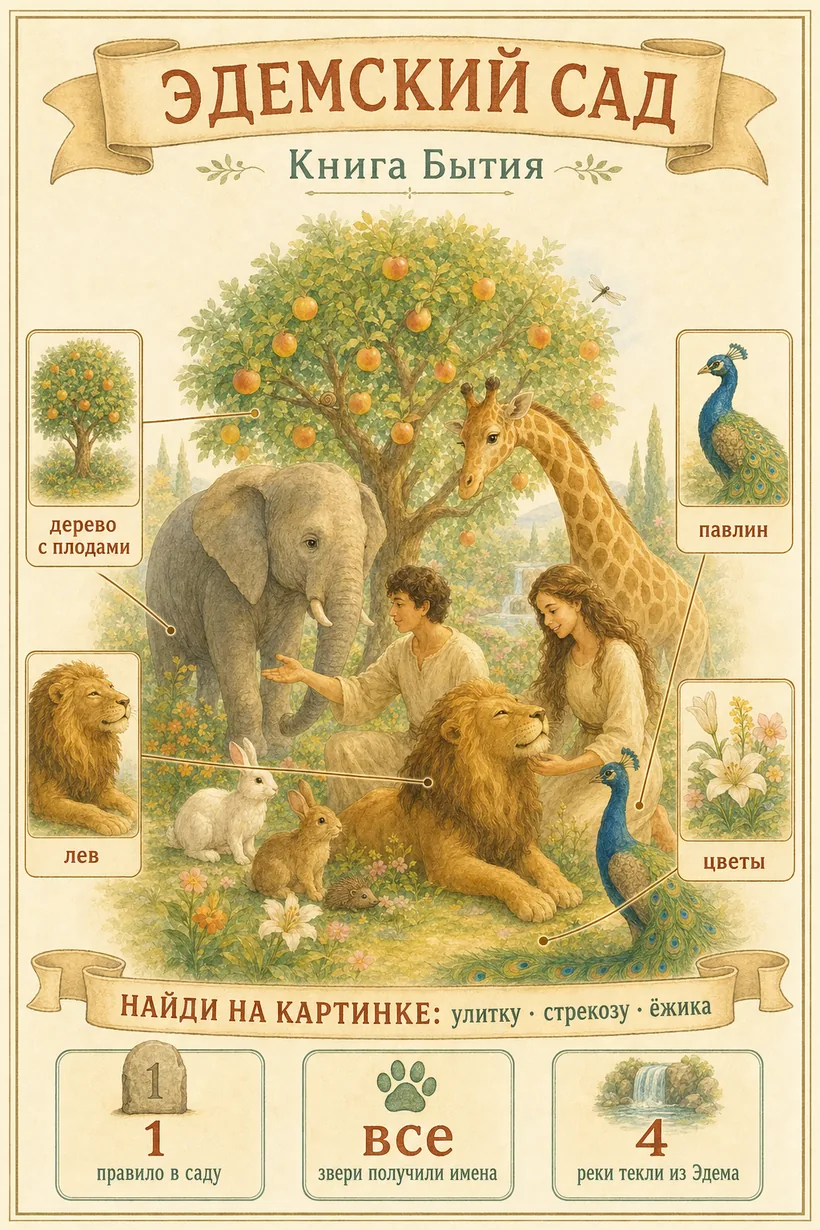 ЭДЕМСКИЙ САД
Книга Бытия
дерево
с плодами
павлин
лев
цветы
НАЙДИ НА КАРТИНКЕ: улитку · стрекозу · ёжика
1
1
правило в саду
все
звери получили имена
4
реки текли из Эдема